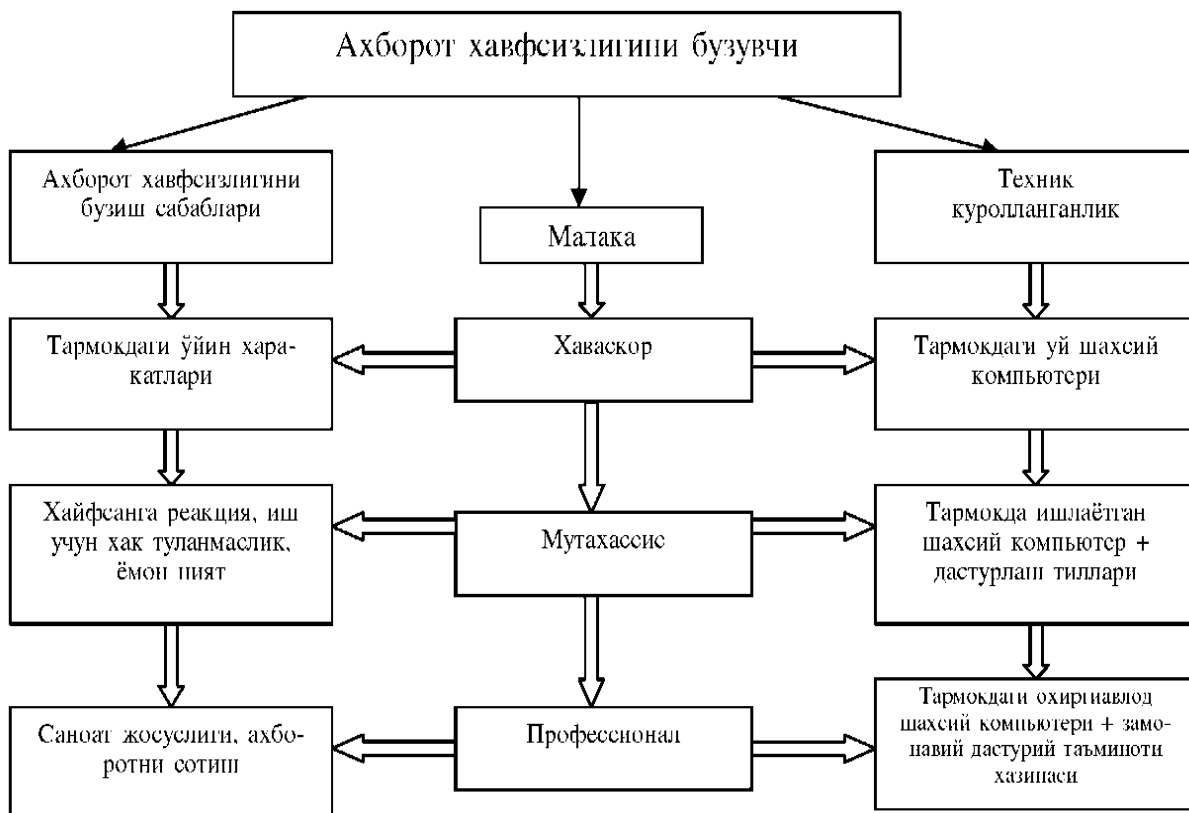 Ахборот хавфсизлигини бузувчи
Ахборот хавфсизлигини
бузиш сабаблари
Малака
Техник
куролланганлик
Тармокдаги ўйин хара-
катлари
Хаваскор
Тармокдаги уй шахсий
компьютери
Хайфсанга реакция, иш
учун хак туланмаслик,
ёмон ният
Мутахассис
Тармокда ишлаётган
шахсий компьютер +
дастурлаш тиллари
Саноат жосуслиги, ахбо-
ротни сотиш
Профессионал
Тармокдаги охиргиавлод
шахсий компьютери + замо-
навий дастурий таъминоти
хазинаси